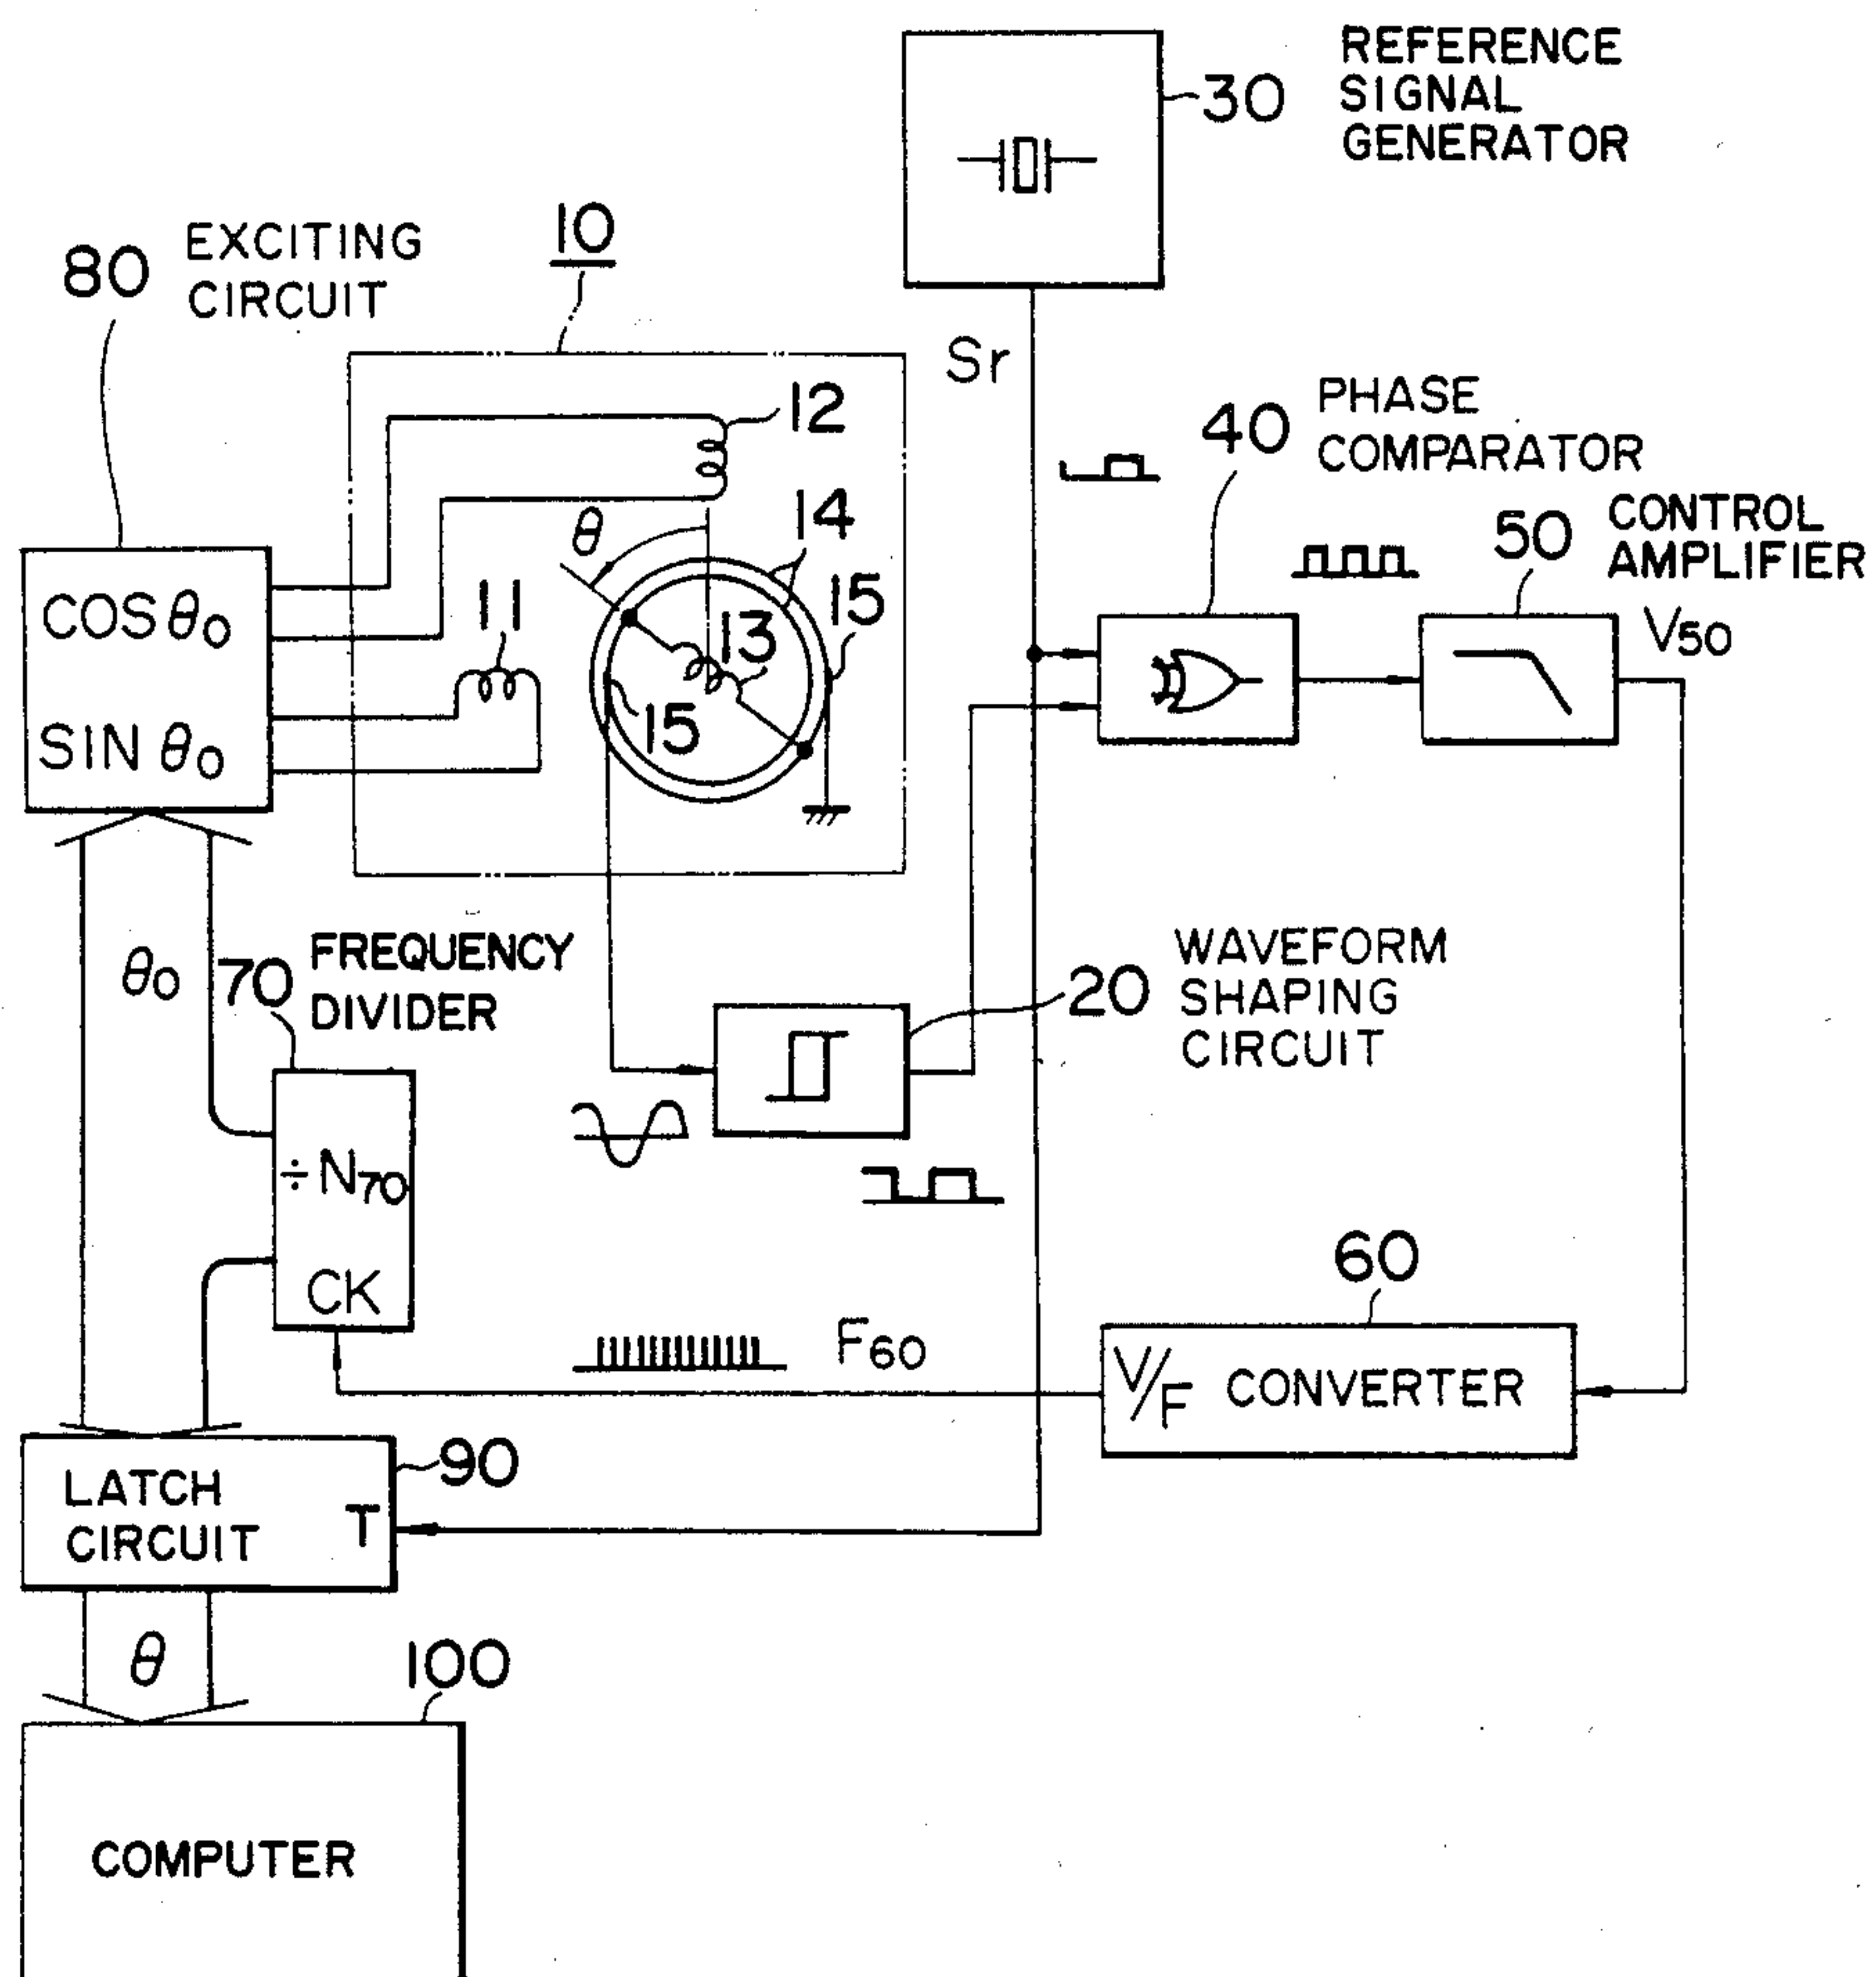 REFERENCE
SIGNAL
GENERATOR
30
10
EXCITING
CIRCUIT
80
Sr
12
PHASE
COMPARATOR
40
14
θ
CONTROL
AMPLIFIER
50
COS θ0
11
15
13
V50
15
SIN θ0
θ0
70
FREQUENCY
DIVIDER
WAVEFORM
SHAPING
CIRCUIT
20
÷N70
CK
60
F60
V/F CONVERTER
90
LATCH
CIRCUIT
T
θ
100
COMPUTER